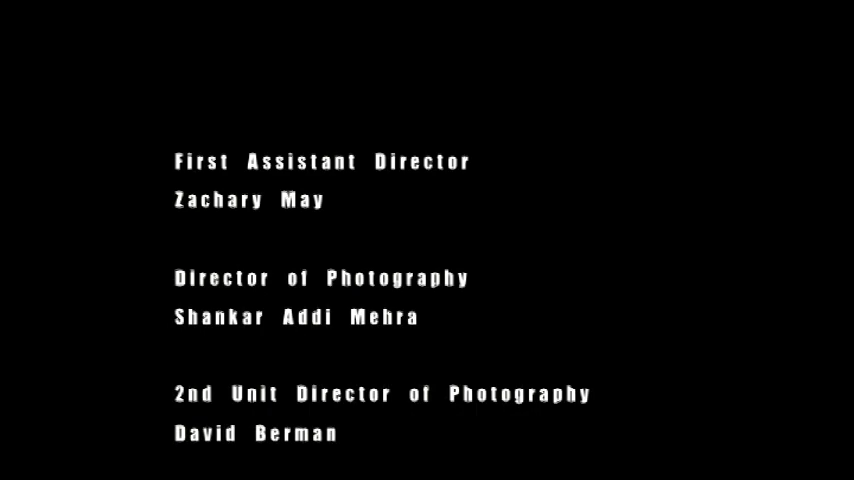 First Assistant Director
Zachary May
Director of Photography
Shankar Addi Mehra
2nd Unit Director of Photography
David Berman